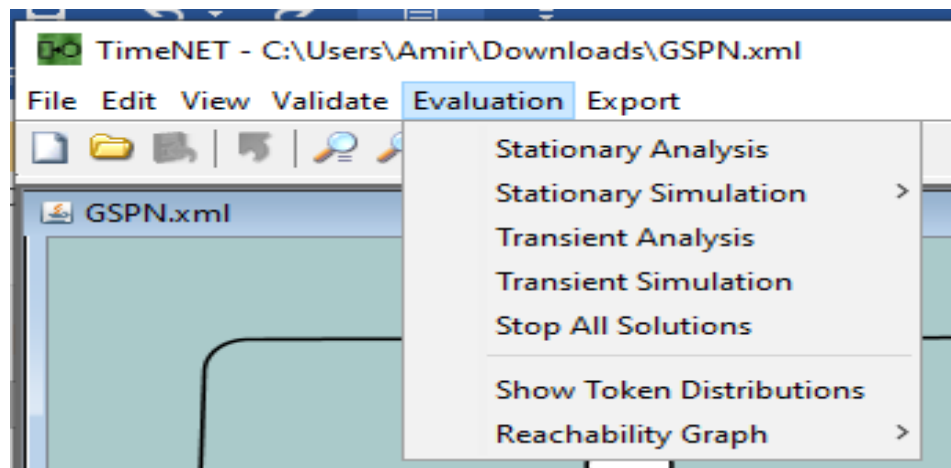 TimeNET - C:\Users\Amir\Downloads\GSPN.xml
File Edit View Validate Evaluation Export
GSPN.xml
Stationary Analysis
Stationary Simulation >
Transient Analysis
Transient Simulation
Stop All Solutions
Show Token Distributions
Reachability Graph >